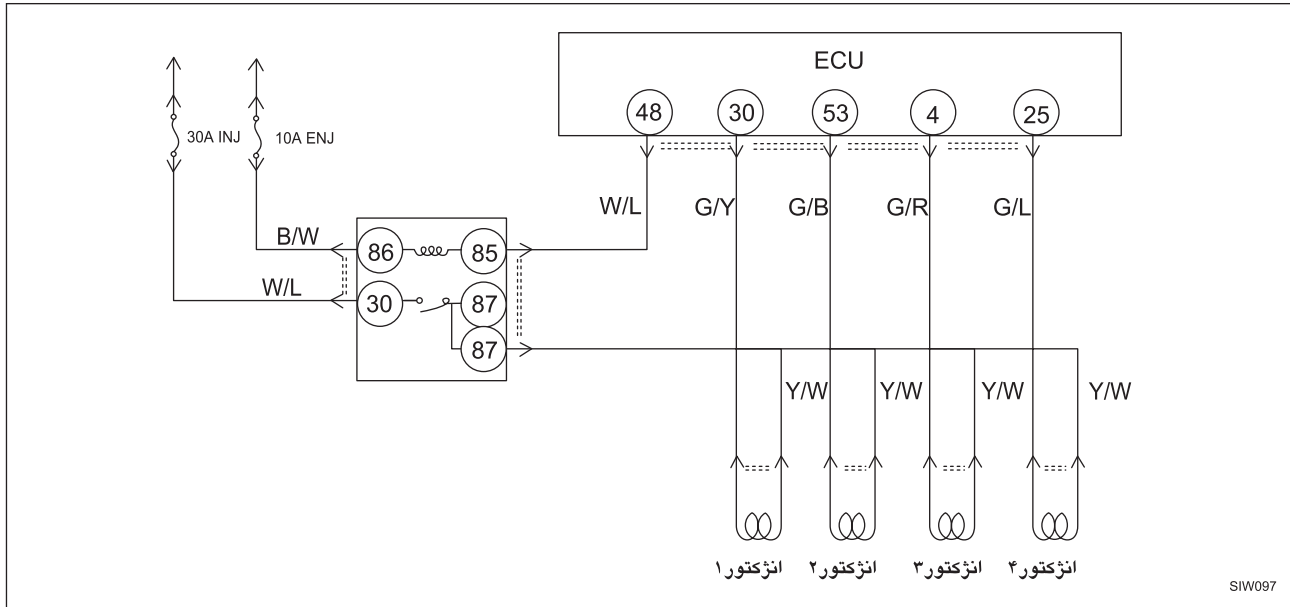 ECU
48 30 53 4 25
30A INJ 10A ENJ
W/L G/Y G/B G/R G/L
B/W 86 85
W/L 30 87
87
Y/W Y/W Y/W Y/W
انژکتور۱ انژکتور۲ انژکتور۳ انژکتور۴
SIW097